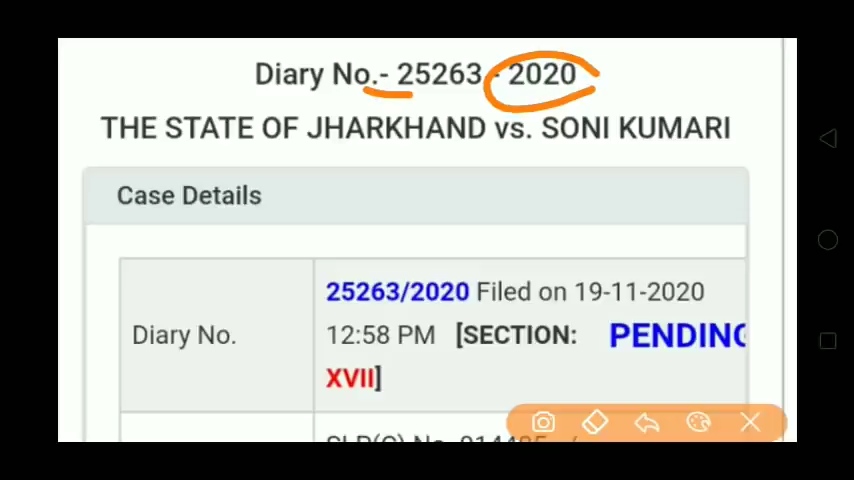 Diary No.- 25263 - 2020
THE STATE OF JHARKHAND vs. SONI KUMARI
Case Details
Diary No.
25263/2020 Filed on 19-11-2020
12:58 PM [SECTION: PENDING
XVII]